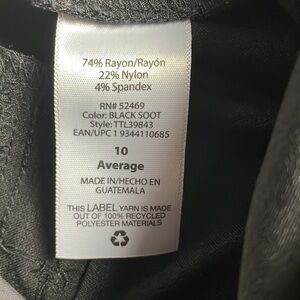 74% Rayon/Rayón
22% Nylon
4% Spandex
RN# 52469
Color: BLACK SOOT
Style: TTL39843
EAN/UPC 1 9344110685
10
Average
MADE IN/HECHO EN
GUATEMALA
THIS LABEL YARN IS MADE
OUT OF 100% RECYCLED
POLYESTER MATERIALS